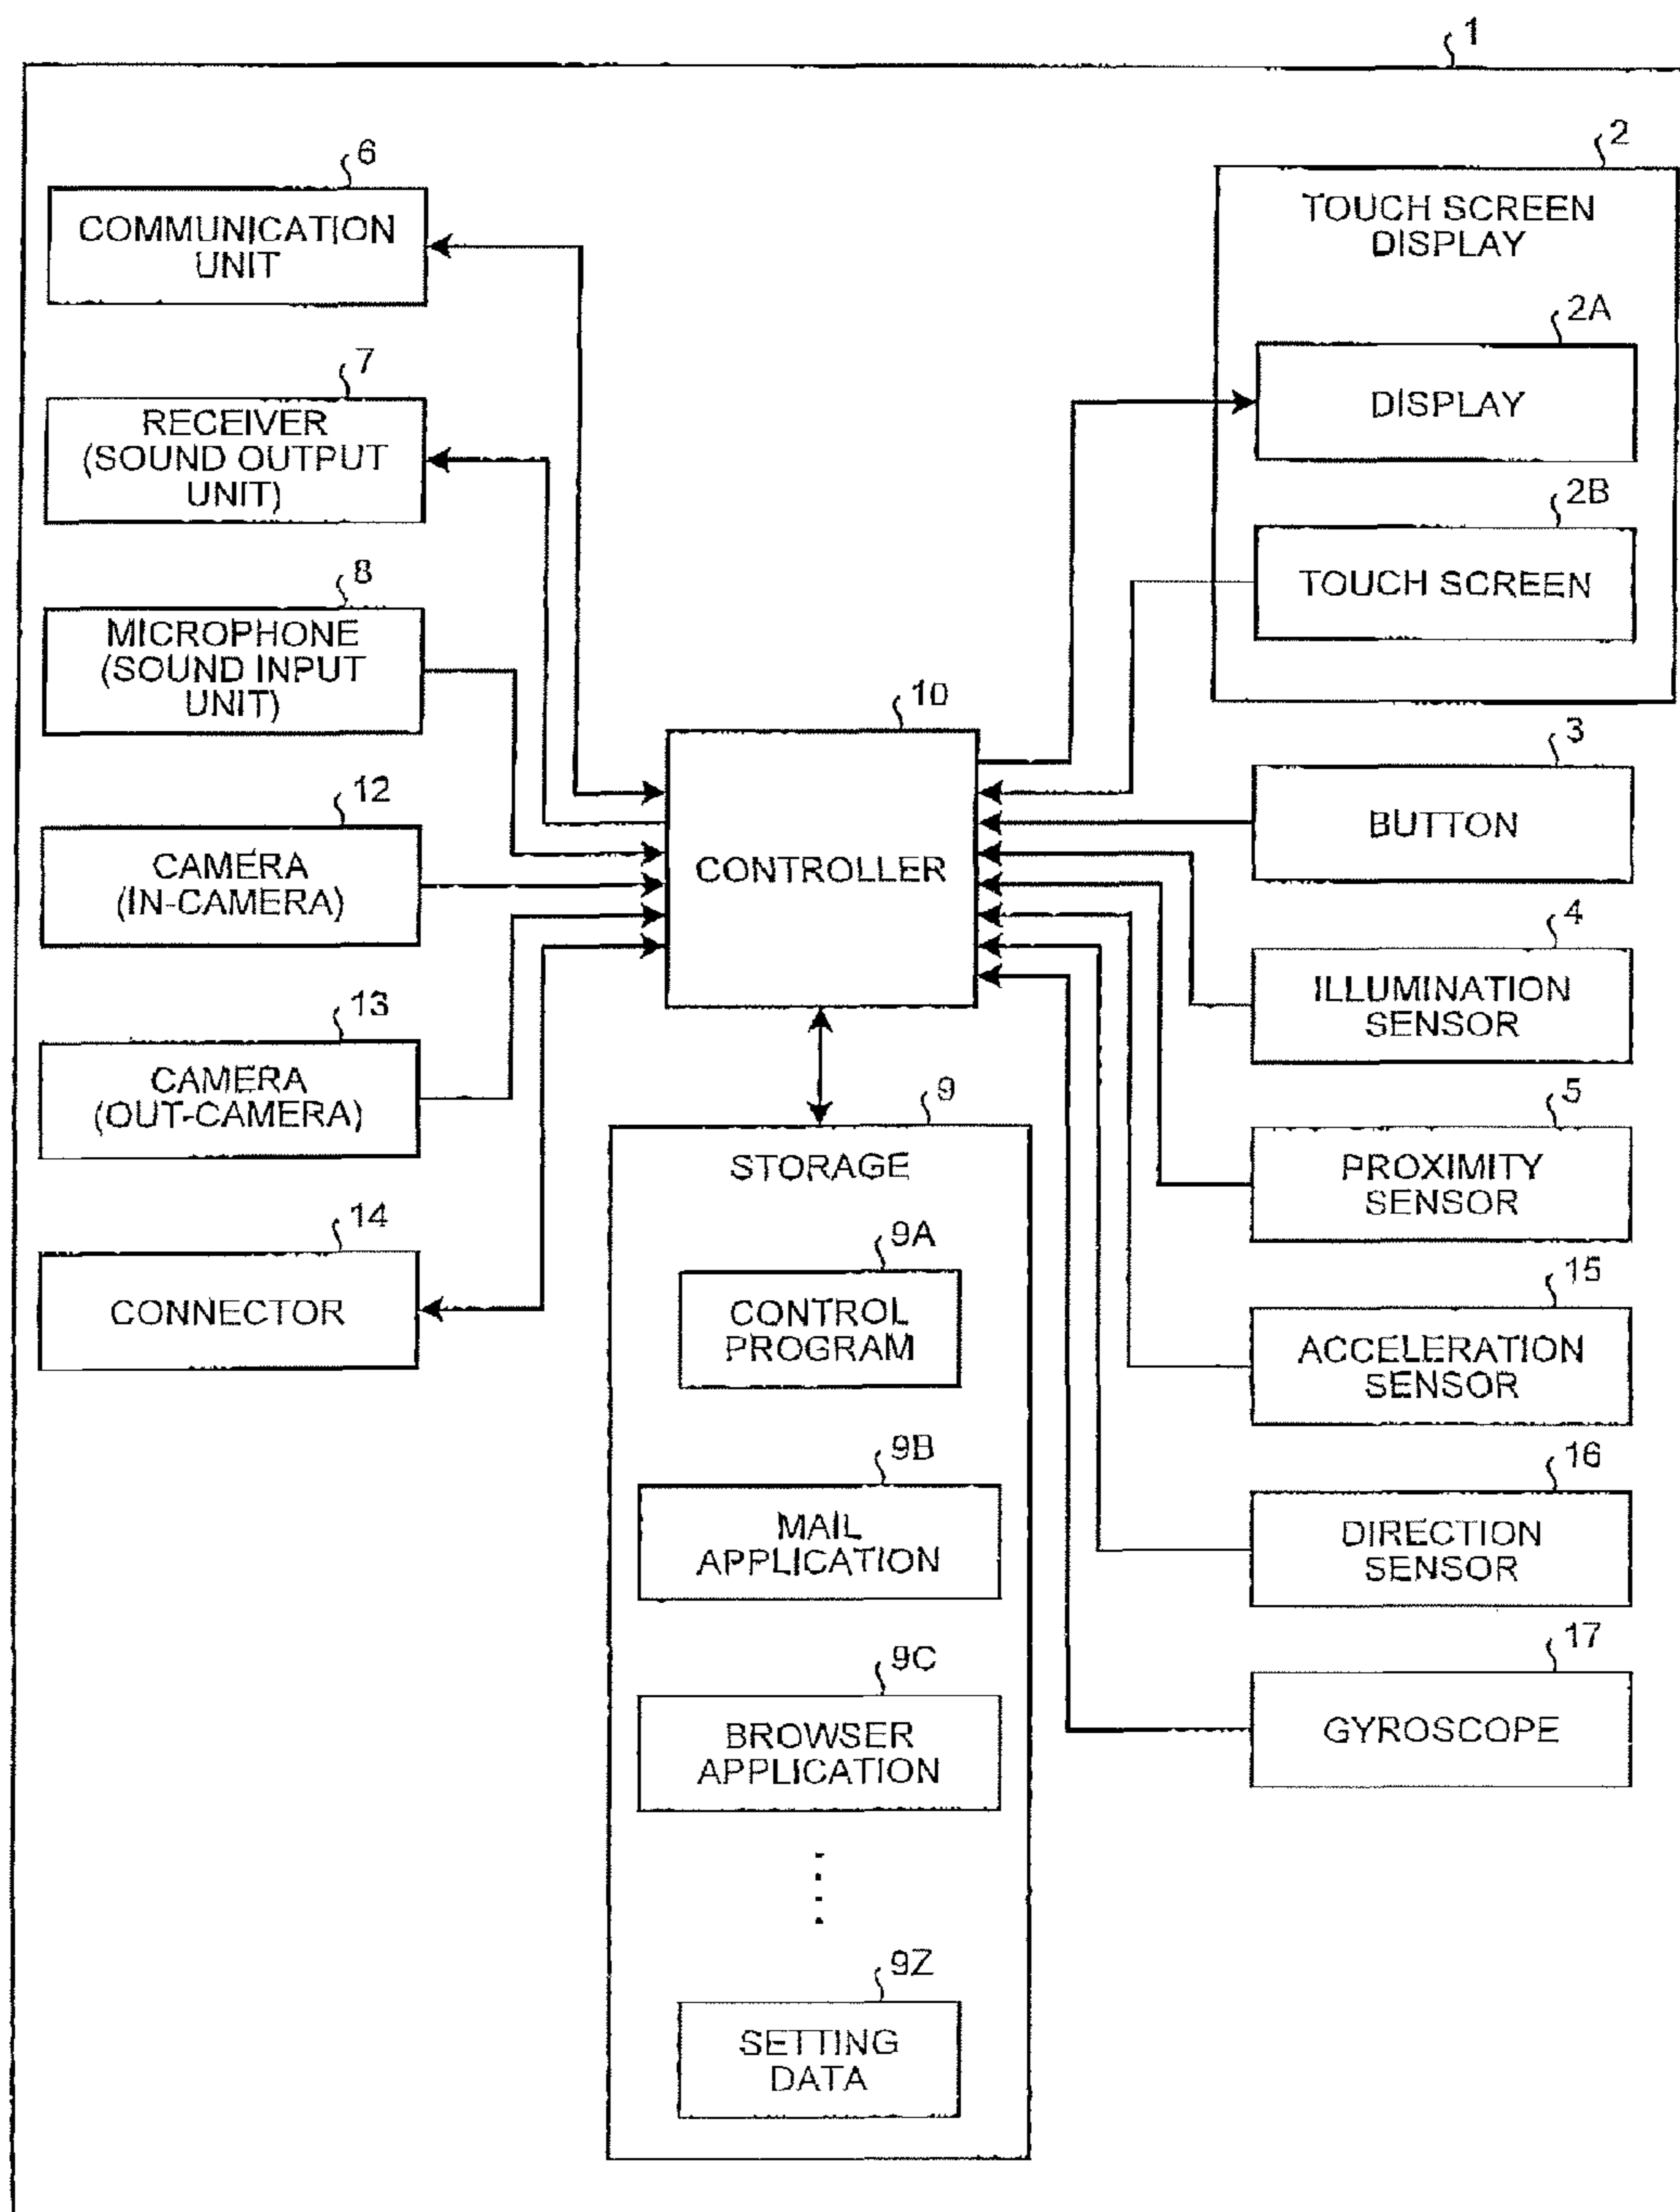 1
6
COMMUNICATION
UNIT
7
RECEIVER
(SOUND OUTPUT
UNIT)
8
MICROPHONE
(SOUND INPUT
UNIT)
12
CAMERA
(IN-CAMERA)
13
CAMERA
(OUT-CAMERA)
14
CONNECTOR
10
CONTROLLER
9
STORAGE
9A
CONTROL
PROGRAM
9B
MAIL
APPLICATION
9C
BROWSER
APPLICATION
9Z
SETTING
DATA
2
TOUCH SCREEN
DISPLAY
2A
DISPLAY
2B
TOUCH SCREEN
3
BUTTON
4
ILLUMINATION
SENSOR
5
PROXIMITY
SENSOR
15
ACCELERATION
SENSOR
16
DIRECTION
SENSOR
17
GYROSCOPE